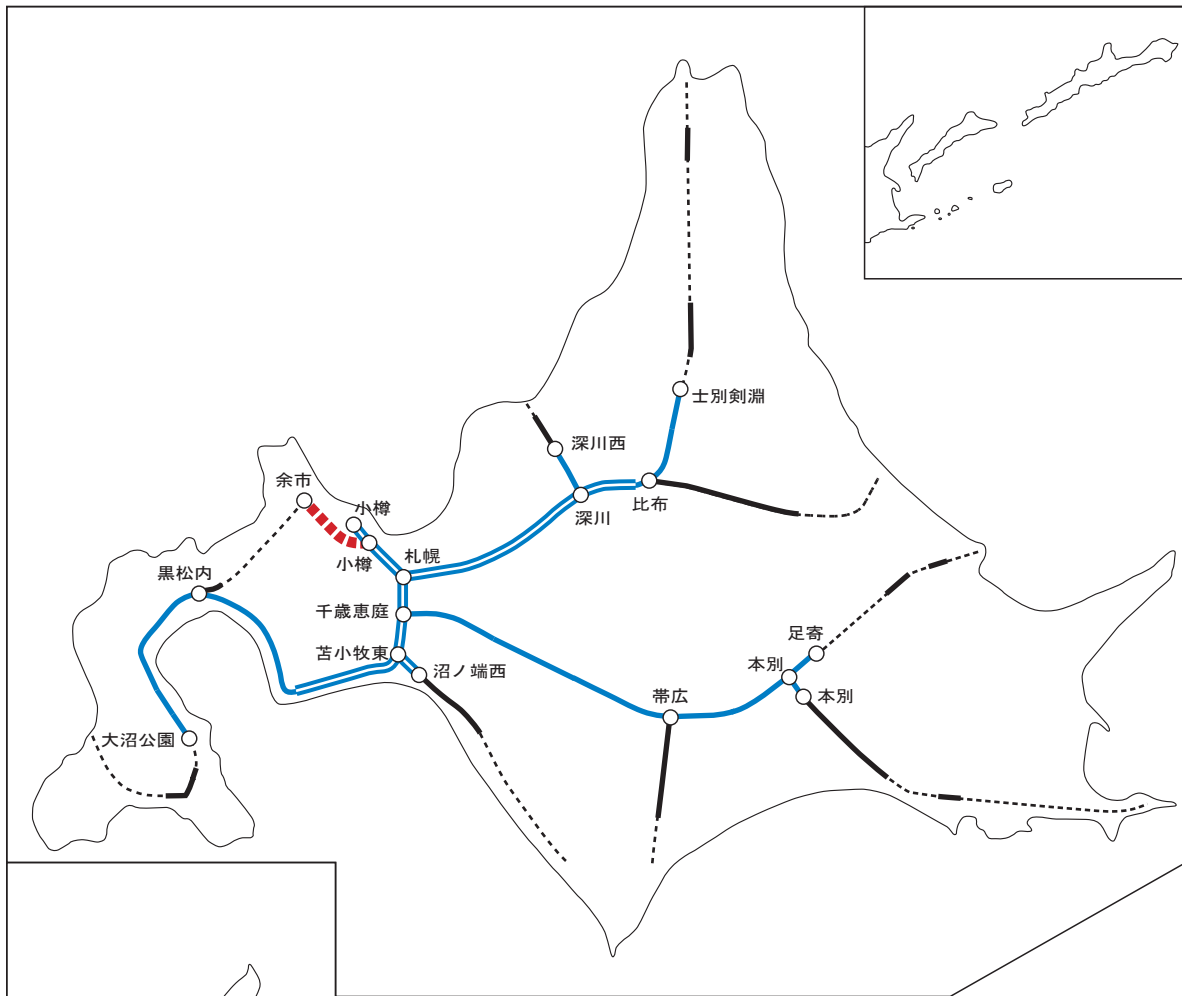 士別剣淵
深川西
余市
小樽
比布
深川
小樽
札幌
黒松内
千歳恵庭
足寄
苫小牧東
沼ノ端西
本別
本別
帯広
大沼公園